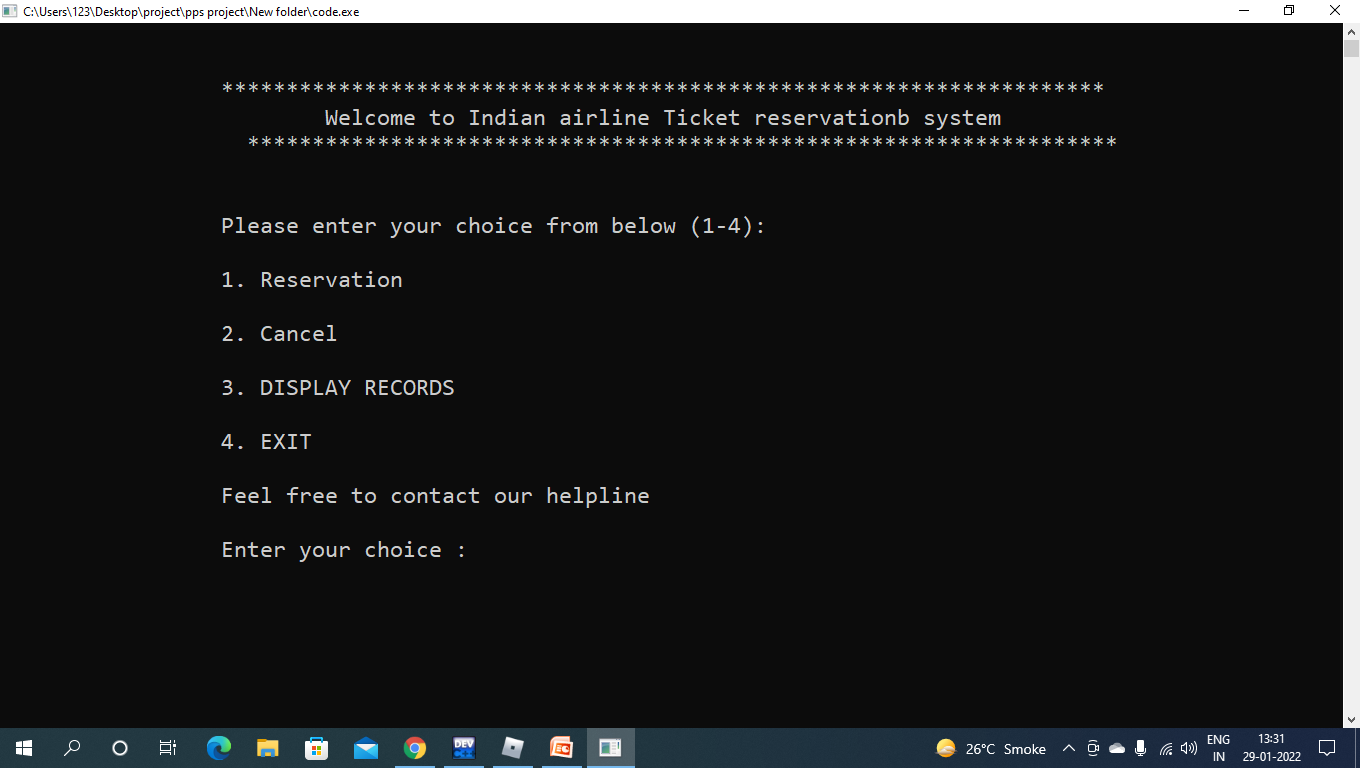 C:\Users\123\Desktop\project\pps project\New folder\code.exe
********************************************************************
Welcome to Indian airline Ticket reservationb system
*******************************************************************
Please enter your choice from below (1-4):
1. Reservation
2. Cancel
3. DISPLAY RECORDS
4. EXIT
Feel free to contact our helpline
Enter your choice :
DEV
26°C Smoke
ENG
IN
13:31
29-01-2022